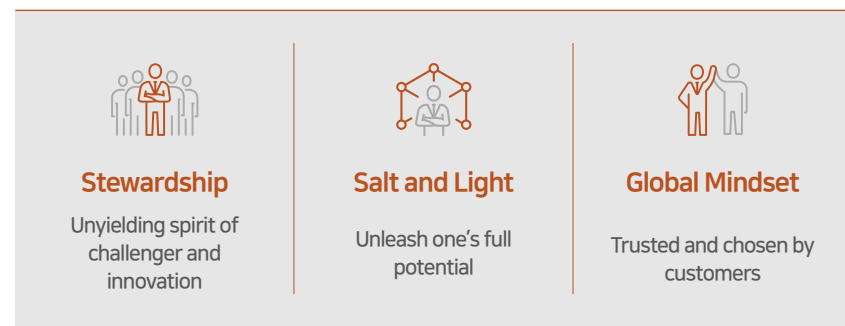 Stewardship
Unyielding spirit of
challenger and
innovation
Salt and Light
Unleash one's full
potential
Global Mindset
Trusted and chosen by
customers